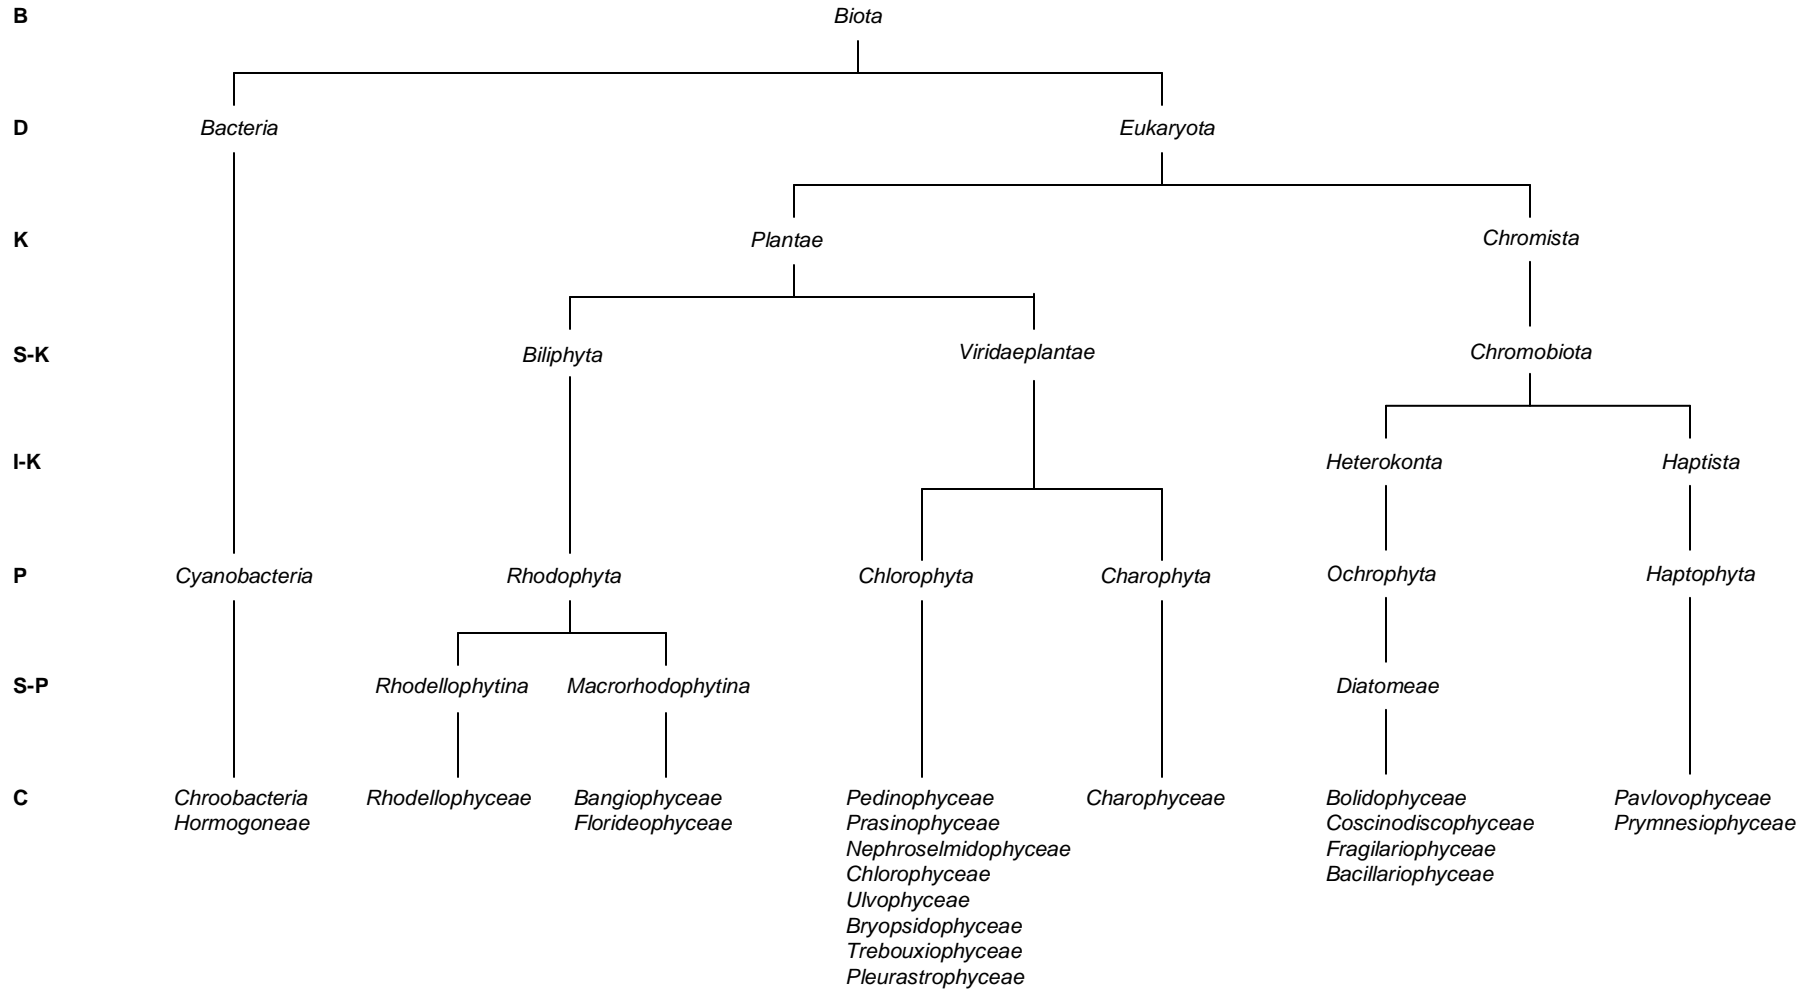 B Biota
D Bacteria Eukaryota
K Plantae Chromista
S-K Biliphyta Viridaeplantae Chromobiota
I-K Heterokonta Haptista
P Cyanobacteria Rhodophyta Chlorophyta Charophyta Ochrophyta Haptophyta
S-P Rhodellophytina Macrorhodophytina Diatomeae
C Chroobacteria Rhodellophyceae Bangiophyceae Pedinophyceae Charophyceae Bolidophyceae Pavlovophyceae
Hormogoneae Florideophyceae Prasinophyceae Coscinodiscophyceae Prymnesiophyceae
Nephroselmidophyceae Fragilariophyceae
Chlorophyceae Bacillariophyceae
Ulvophyceae
Bryopsidophyceae
Trebouxiophyceae
Pleurastrophyceae